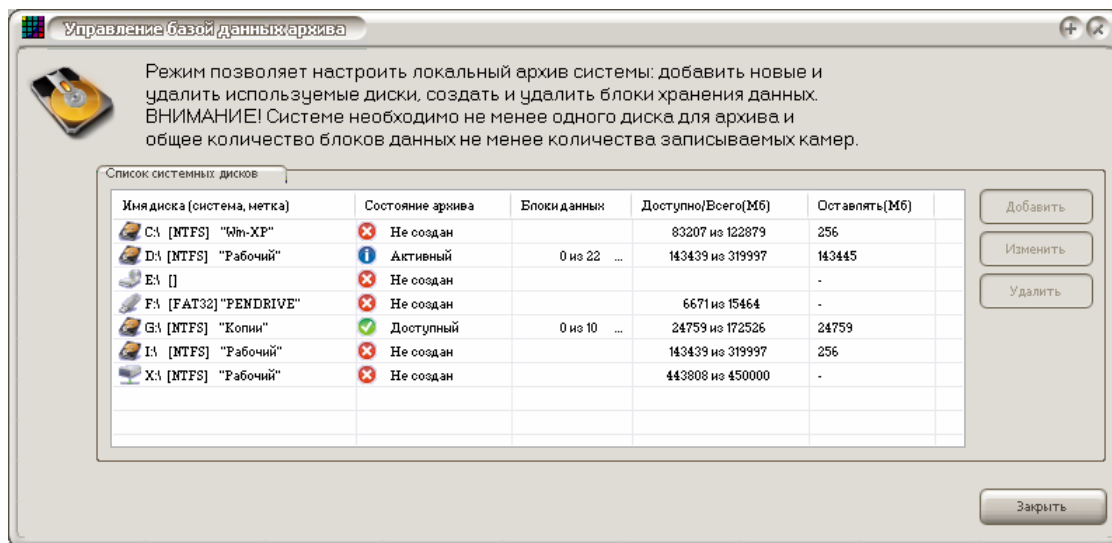 Управление базой данных архива
Режим позволяет настроить локальный архив системы: добавить новые и
удалить используемые диски, создать и удалить блоки хранения данных.
ВНИМАНИЕ! Системе необходимо не менее одного диска для архива и
общее количество блоков данных не менее количества записываемых камер.
Список системных дисков
Имя диска (система, метка) Состояние архива Блоки данных Доступно/Всего(Мб) Оставлять(Мб)
C:\ [NTFS] "Win-XP" Не создан 83207 из 122879 256
D:\ [NTFS] "Рабочий" Активный 0 из 22 ... 143439 из 319997 143445
E:\ [] Не создан -
F:\ [FAT32] "PENDRIVE" Не создан 6671 из 15464 -
G:\ [NTFS] "Копии" Доступный 0 из 10 ... 24759 из 172526 24759
I:\ [NTFS] "Рабочий" Не создан 143439 из 319997 256
X:\ [NTFS] "Рабочий" Не создан 443808 из 450000 -
Добавить
Изменить
Удалить
Закрыть